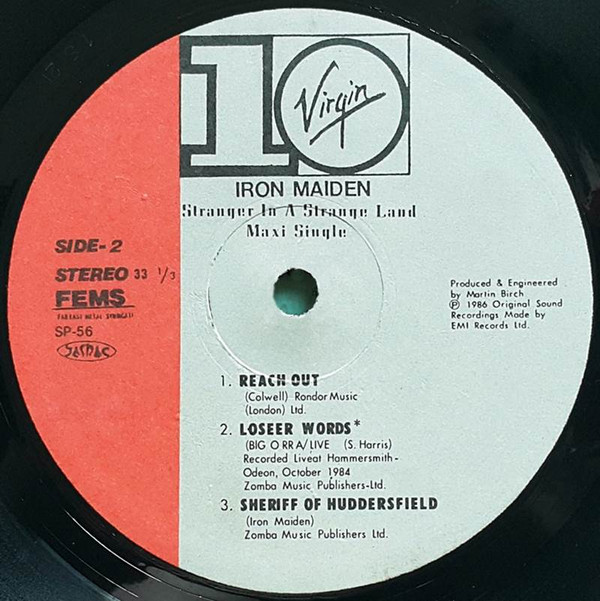 10
Virgin
IRON MAIDEN
Stranger In A Strange Land
Maxi Single
SIDE-2
STEREO 33 1/3
FEMS
SP-56
Produced & Engineered
by Martin Birch
Ⓟ 1986 Original Sound
Recordings Made by
EMI Records Ltd.
1. REACH OUT
(Colwell) Rondor Music
(London) Ltd.
2. LOSEER WORDS*
(BIG O RRA/LIVE (S. Harris)
Recorded Liveat Hammersmith-
Odeon, October 1984
Zomba Music Publishers-Ltd.
3. SHERIFF OF HUDDERSFIELD
(Iron Maiden)
Zomba Music Publishers Ltd.